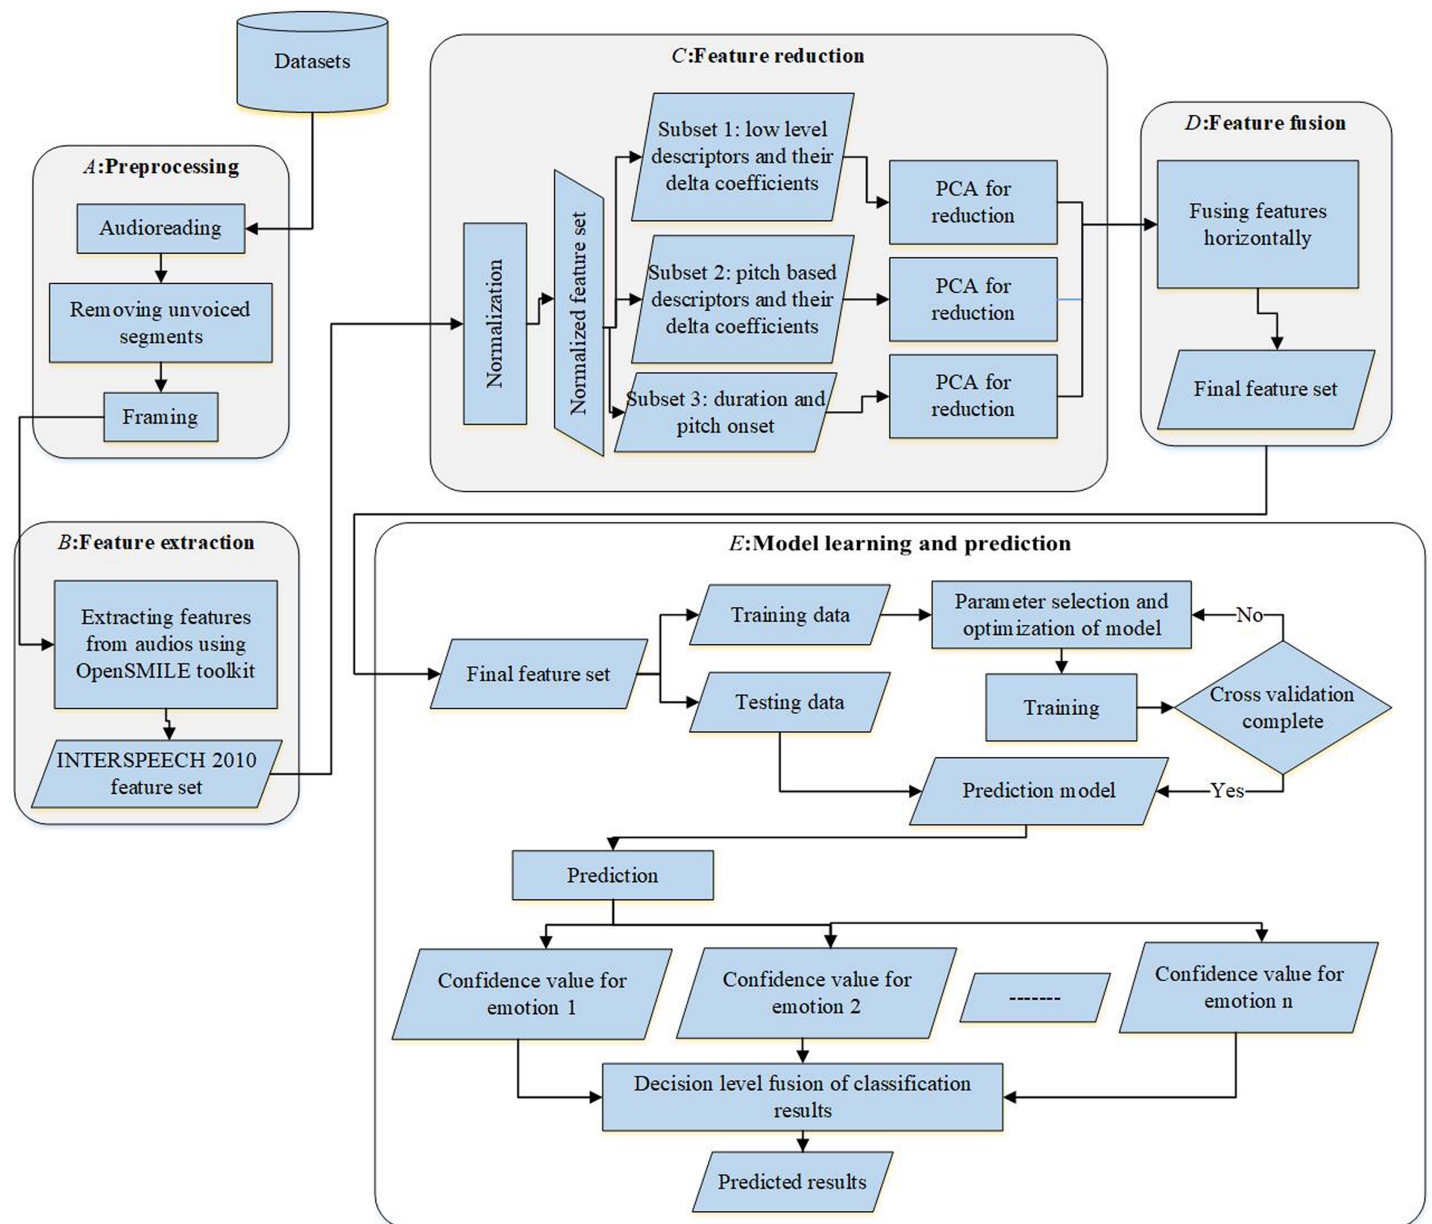 Datasets
A:Preprocessing
Audioreading
Removing unvoiced
segments
Framing
B:Feature extraction
Extracting features
from audios using
OpenSMILE toolkit
INTERSPEECH 2010
feature set
C:Feature reduction
Normalization
Normalized feature set
Subset 1: low level
descriptors and their
delta coefficients
Subset 2: pitch based
descriptors and their
delta coefficients
Subset 3: duration and
pitch onset
PCA for
reduction
PCA for
reduction
PCA for
reduction
D:Feature fusion
Fusing features
horizontally
Final feature set
E:Model learning and prediction
Final feature set
Training data
Testing data
Parameter selection and
optimization of model
Training
No
Cross validation
complete
Yes
Prediction model
Prediction
Confidence value for
emotion 1
Confidence value for
emotion 2
-------
Confidence value for
emotion n
Decision level fusion of classification
results
Predicted results